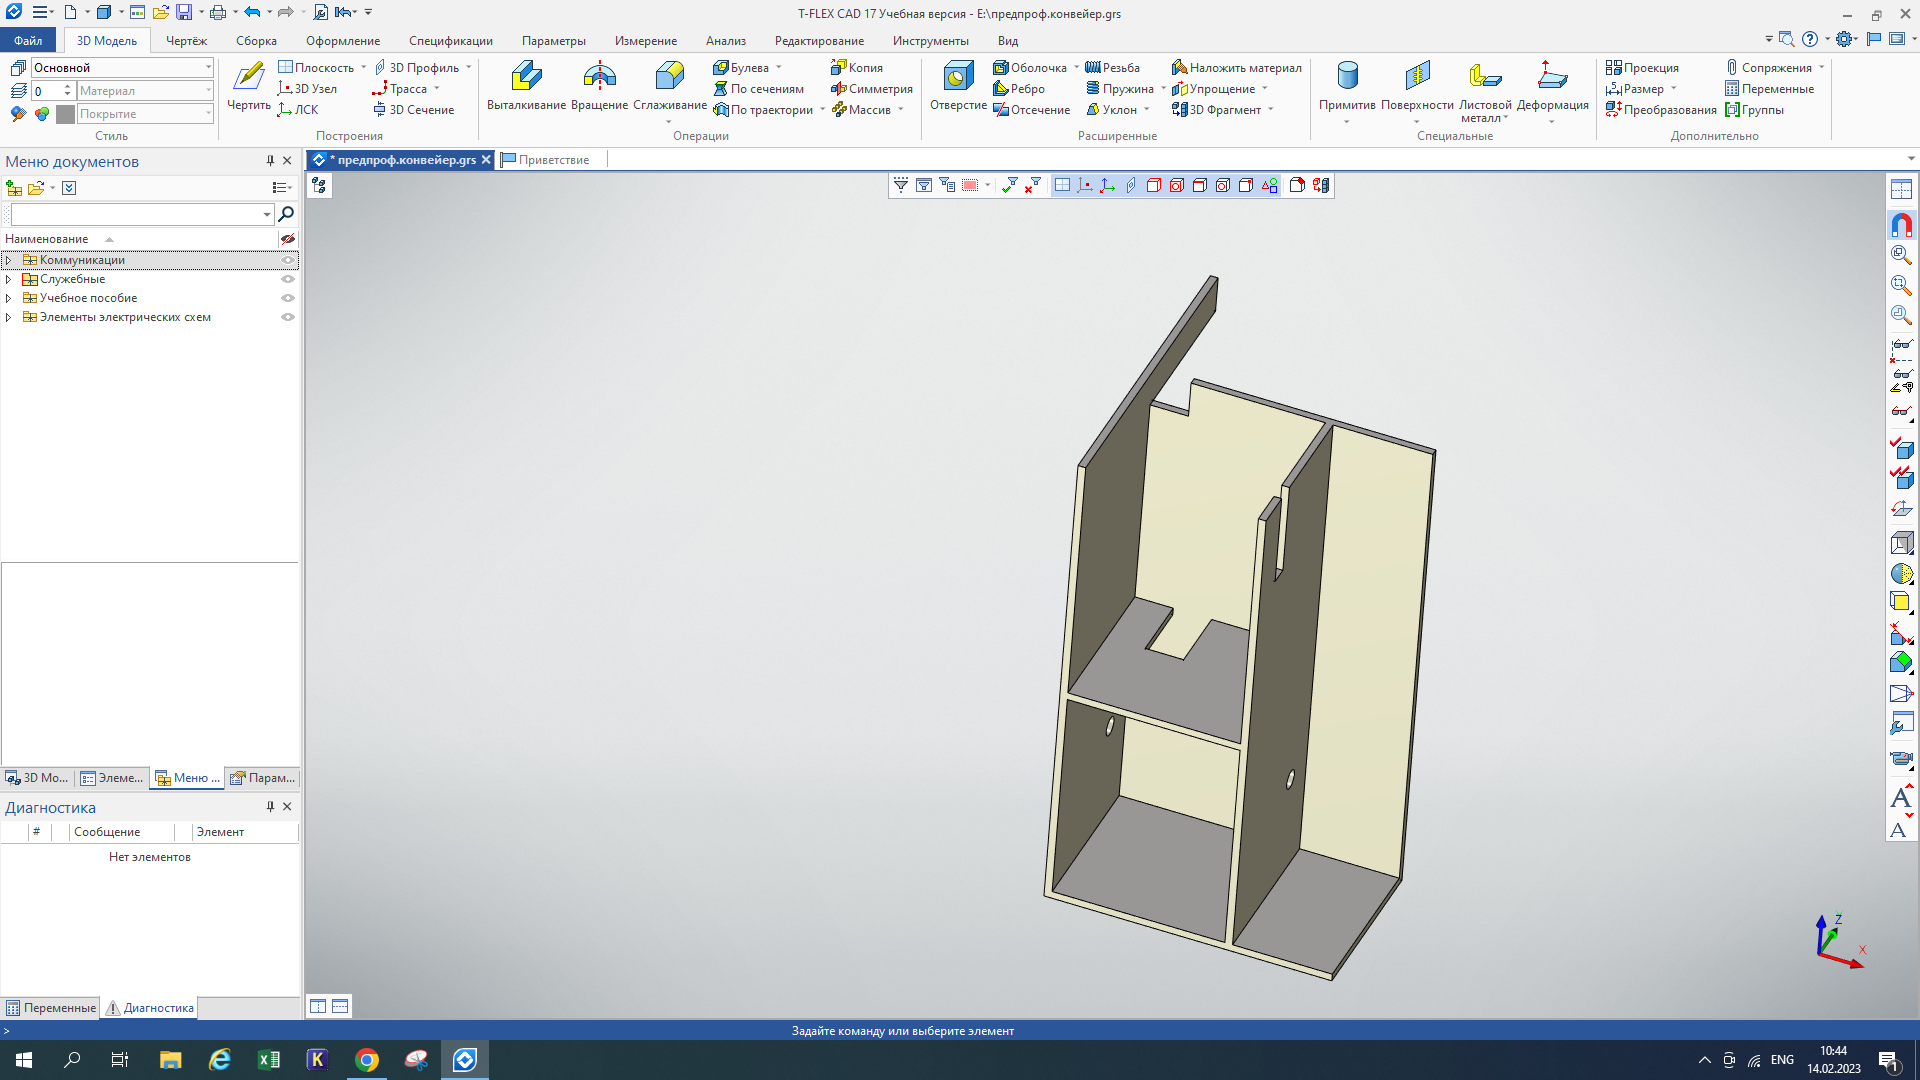 T-FLEX CAD 17 Учебная версия - E:\предпроф.конвейер.grs
Файл 3D Модель Чертёж Сборка Оформление Спецификации Параметры Измерение Анализ Редактирование Инструменты Вид
Основной
0 Материал
Покрытие
Стиль
Чертить
Плоскость 3D Профиль
3D Узел Трасса
ЛСК 3D Сечение
Построения
Выталкивание Вращение Сглаживание
Булева Копия
По сечениям Симметрия
По траектории Массив
Операции
Отверстие
Оболочка Резьба Наложить материал
Ребро Пружина Упрощение
Отсечение Уклон 3D Фрагмент
Расширенные
Примитив Поверхности Листовой металл Деформация
Специальные
Проекция Сопряжения
Размер Переменные
Преобразования Группы
Дополнительно
Меню документов
* предпроф.конвейер.grs Приветствие
Наименование
Коммуникации
Служебные
Учебное пособие
Элементы электрических схем
3D Мо... Элеме... Меню ... Парам...
Диагностика
# Сообщение Элемент
Нет элементов
Z
X
A
A
Переменные Диагностика
> Задайте команду или выберите элемент
ENG
10:44
14.02.2023
1